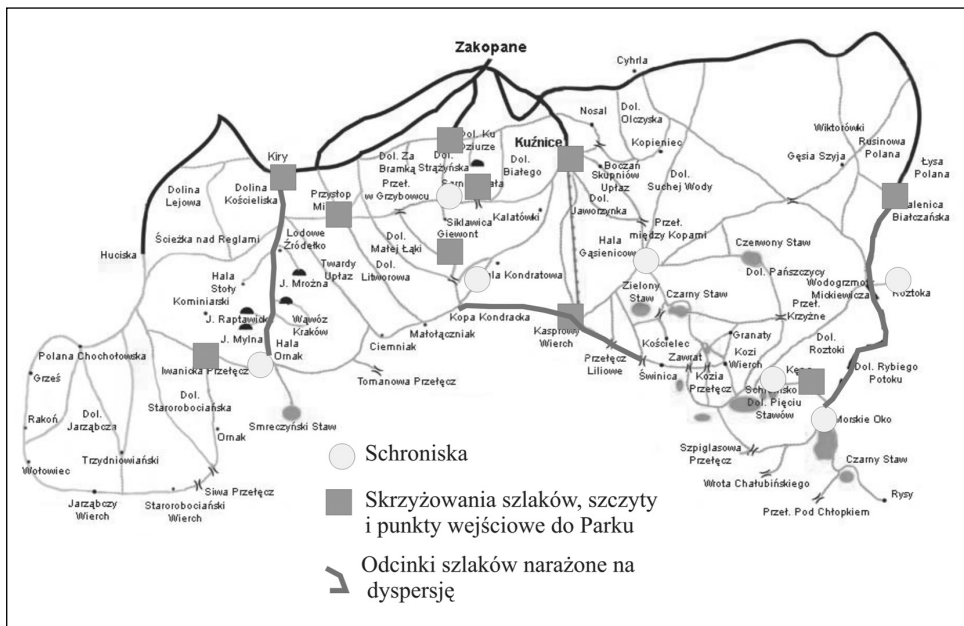 Zakopane
Cyhrla
Nosal
Dol.
Olczyska
Kopieniec
Wiktorówki
Rusinowa
Polana
Gęsia Szyja
Łysa
Polana
Kiry
Dol. Ku
Dziurze
Kuźnice
Dol. Za
Bramką
Dol.
Strążyńska
Dol.
Białego
Boczań
Skupniów
Upłaz
Dol.
Suchej Wody
Dolina
Lejowa
Dolina
Kościeliska
Przysłop
Przeł.
w Grzybowcu
Kalatówki
Dol.
Jaworzynka
Białczańska
Siklawica
Giewont
Przeł.
między Kopami
Ścieżka nad Reglami
Lodowe
Źródełko
Dol. Małej Łąki
Hala
Gąsienicowa
Czerwony Staw
Huciska
Twardy
Upłaz
Dol.
Litworowa
Kondratowa
Dol. Pańszczycy
Hala
Stoły
J. Mroźna
Zielony
Staw
Czarny Staw
Wodogrzmoty
Mickiewicza
Roztoka
Kominiarski
J. Raptawick
Wąwóz
Kraków
Kopa Kondracka
Kasprowy
Wierch
Przeł.
Krzyżne
J. Mylna
Hala
Ornak
Małołączniak
Kościelec
Granaty
Dol.
Roztoki
Ciemniak
Przełęcz
Liliowe
Zawrat
Kozi
Wierch
Polana Chochołowska
Iwanicka Przełęcz
Tomanowa Przełęcz
Świnica
Kozia
Przełęcz
Dol. Rybiego
Potoku
Grześ
Dol.
Starorobociańska
Dol. Pięciu
Stawów
Rakoń
Dol.
Jarząbcza
Ornak
Smreczyński Staw
Morskie Oko
Trzydniowiański
Szpiglasowa
Przełęcz
Wołowiec
Czarny Staw
Siwa Przełęcz
Włota Chałubińskiego
Jarząbczy
Wierch
Starorobociański
Wierch
Rysy
Przeł. Pod Chłopkiem
Schroniska
Skrzyżowania szlaków, szczyty
i punkty wejściowe do Parku
Odcinki szlaków narażone na
dyspersję